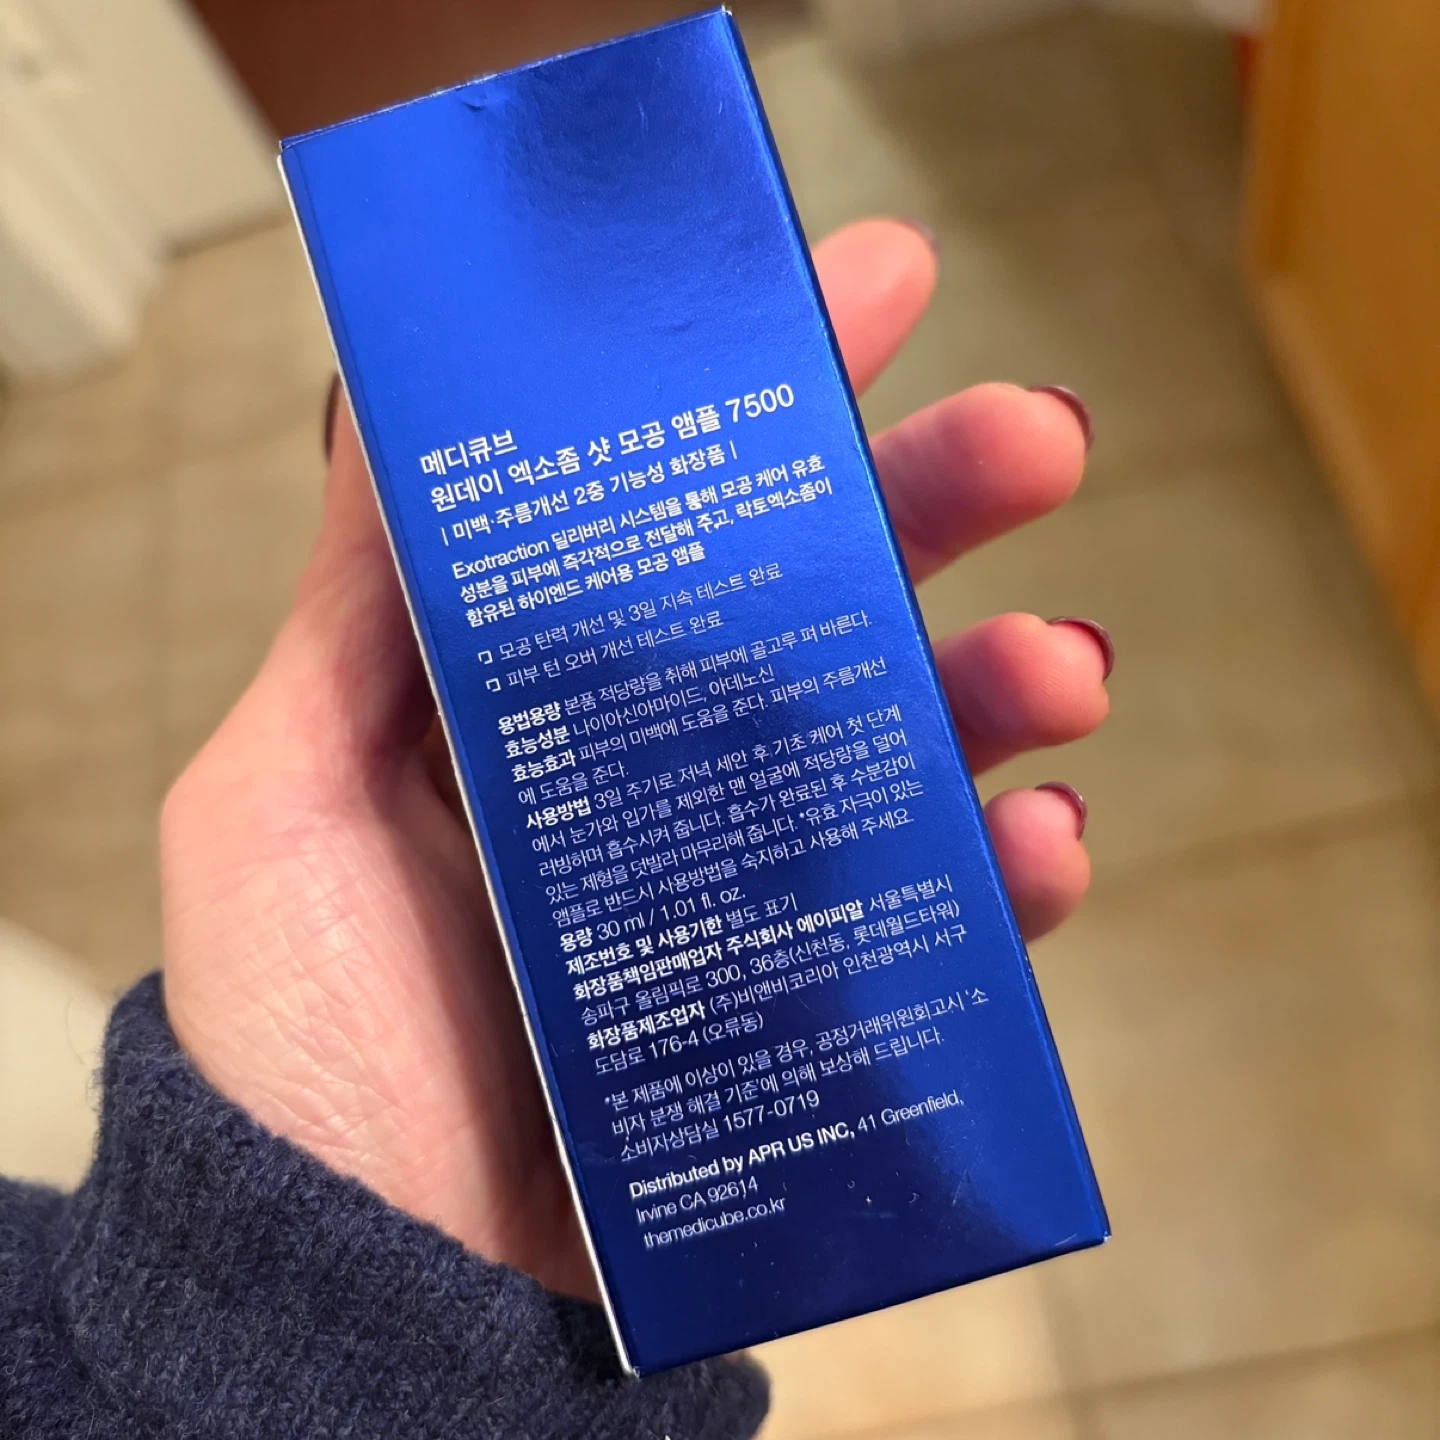 메디큐브
원데이 엑소좀 샷 모공 앰플 7500
| 미백·주름개선 2중 기능성 화장품 |
Exotraction 딜리버리 시스템을 통해 모공 케어 유효
성분을 피부에 즉각적으로 전달해 주고, 락토엑소좀이
함유된 하이엔드 케어용 모공 앰플
모공 탄력 개선 및 3일 지속 테스트 완료
피부 턴 오버 개선 테스트 완료
용법용량 본품 적당량을 취해 피부에 골고루 펴 바른다.
효능성분 나이아신아마이드, 아데노신
효능효과 피부의 미백에 도움을 준다. 피부의 주름개선
에 도움을 준다.
사용방법 3일 주기로, 저녁 세안 후 기초 케어 첫 단계
에서 눈가와 입가를 제외한 맨 얼굴에 적당량을 덜어
러빙하며 흡수시켜 줍니다. 흡수가 완료된 후 수분감이
있는 제형을 덧발라 마무리해 줍니다. *유효 자극이 있는
앰플로 반드시 사용방법을 숙지하고 사용해 주세요.
용량 30 ml / 1.01 fl. oz.
제조번호 및 사용기한 별도 표기
화장품책임판매업자 주식회사 에이피알 서울특별시
송파구 올림픽로 300, 36층(신천동, 롯데월드타워)
화장품제조업자 (주)비앤비코리아 인천광역시 서구
도담로 176-4 (오류동)
*본 제품에 이상이 있을 경우, 공정거래위원회고시 '소
비자 분쟁 해결 기준'에 의해 보상해 드립니다.
소비자상담실 1577-0719
Distributed by APR US INC, 41 Greenfield,
Irvine CA 92614
themedicube.co.kr